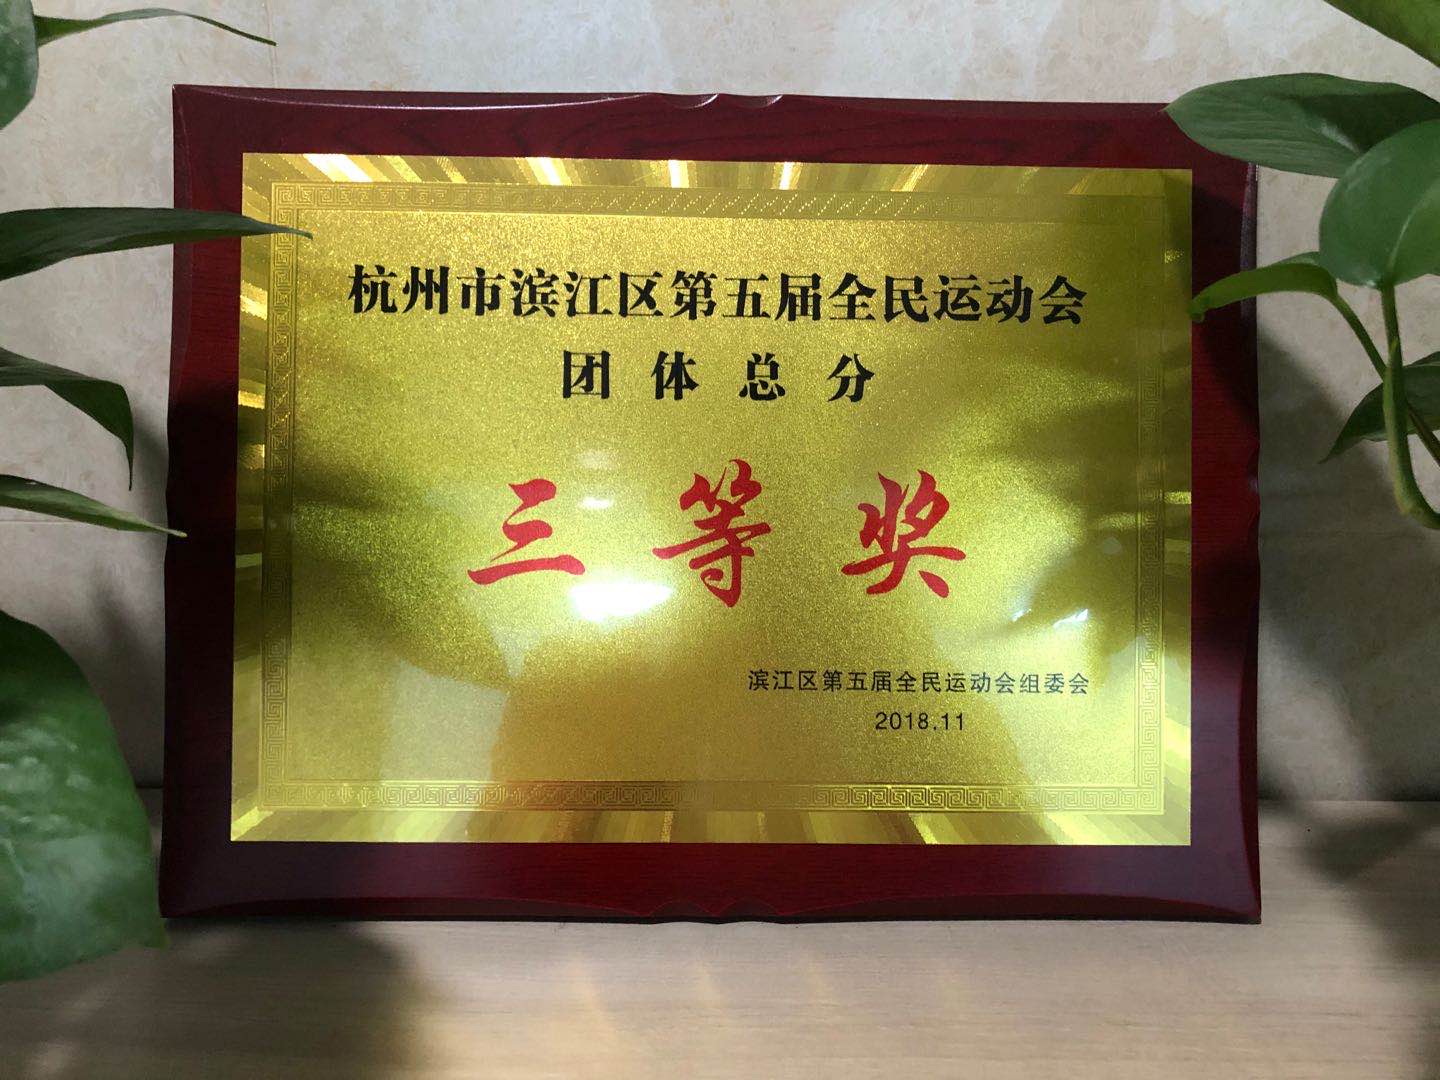 杭州市滨江区第五届全民运动会
团体总分
三等奖
滨江区第五届全民运动会组委会
2018.11